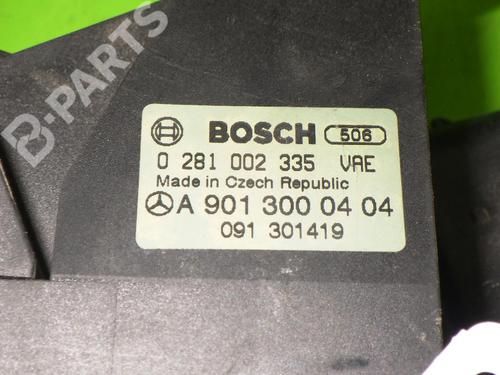 B-PARTS
BOSCH 506
0 281 002 335 VAE
Made in Czech Republic
A 901 300 04 04
091 301419